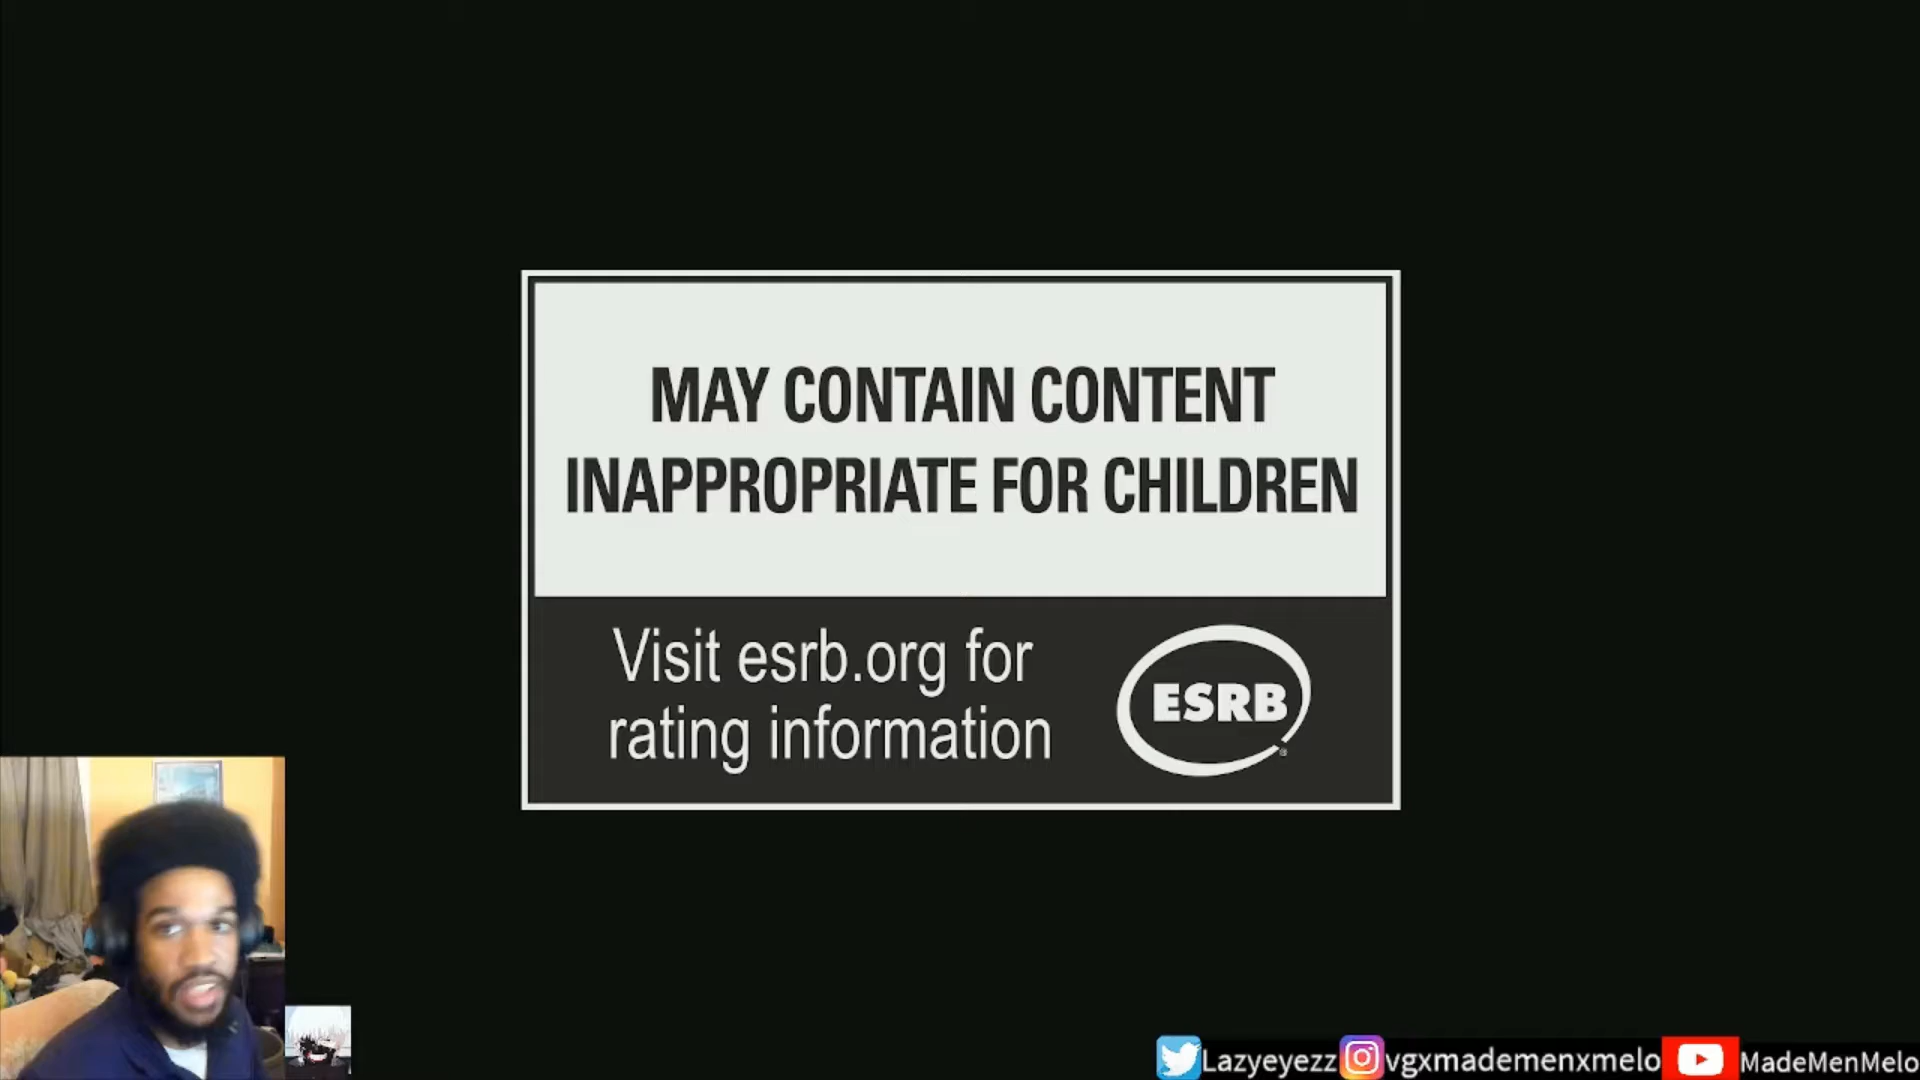 MAY CONTAIN CONTENT
INAPPROPRIATE FOR CHILDREN
Visit esrb.org for
rating information
ESRB
Lazyeyezz vgxmademenxmelo MadeMenMelo